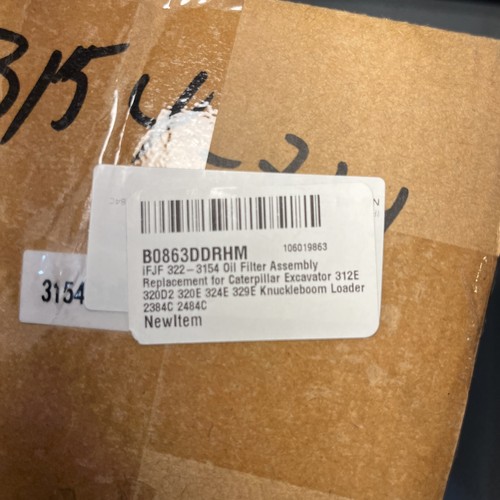 3154
B0863DDRHM 106019863
iFJF 322-3154 Oil Filter Assembly
Replacement for Caterpillar Excavator 312E
320D2 320E 324E 329E Knuckleboom Loader
2384C 2484C
NewItem
3154